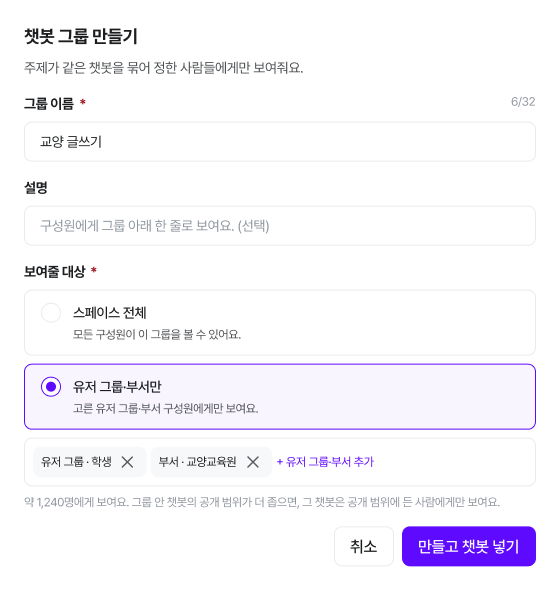 챗봇 그룹 만들기
주제가 같은 챗봇을 묶어 정한 사람들에게만 보여줘요.
그룹 이름 * 6/32
교양 글쓰기
설명
구성원에게 그룹 아래 한 줄로 보여요. (선택)
보여줄 대상 *
스페이스 전체
모든 구성원이 이 그룹을 볼 수 있어요.
유저 그룹·부서만
고른 유저 그룹·부서 구성원에게만 보여요.
유저 그룹 · 학생 부서 · 교양교육원 + 유저 그룹·부서 추가
약 1,240명에게 보여요. 그룹 안 챗봇의 공개 범위가 더 좁으면, 그 챗봇은 공개 범위에 든 사람에게만 보여요.
취소 만들고 챗봇 넣기